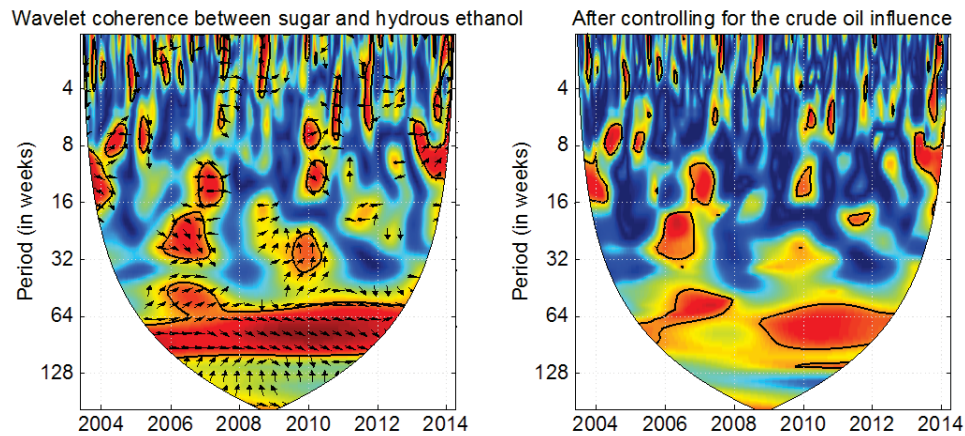 Wavelet coherence between sugar and hydrous ethanol
Period (in weeks)
4
8
16
32
64
128
2004 2006 2008 2010 2012 2014
After controlling for the crude oil influence
Period (in weeks)
4
8
16
32
64
128
2004 2006 2008 2010 2012 2014